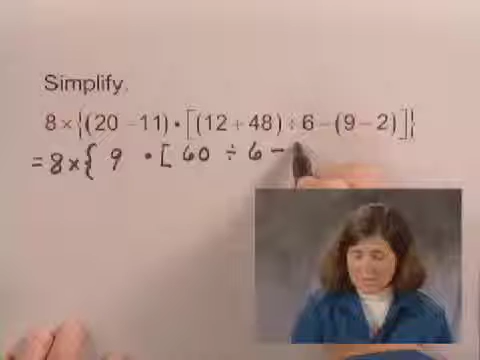 Simplify.
8 × {(20 − 11) • [(12 + 48) ÷ 6 − (9 − 2)]}
= 8 × { 9 • [ 60 ÷ 6 −